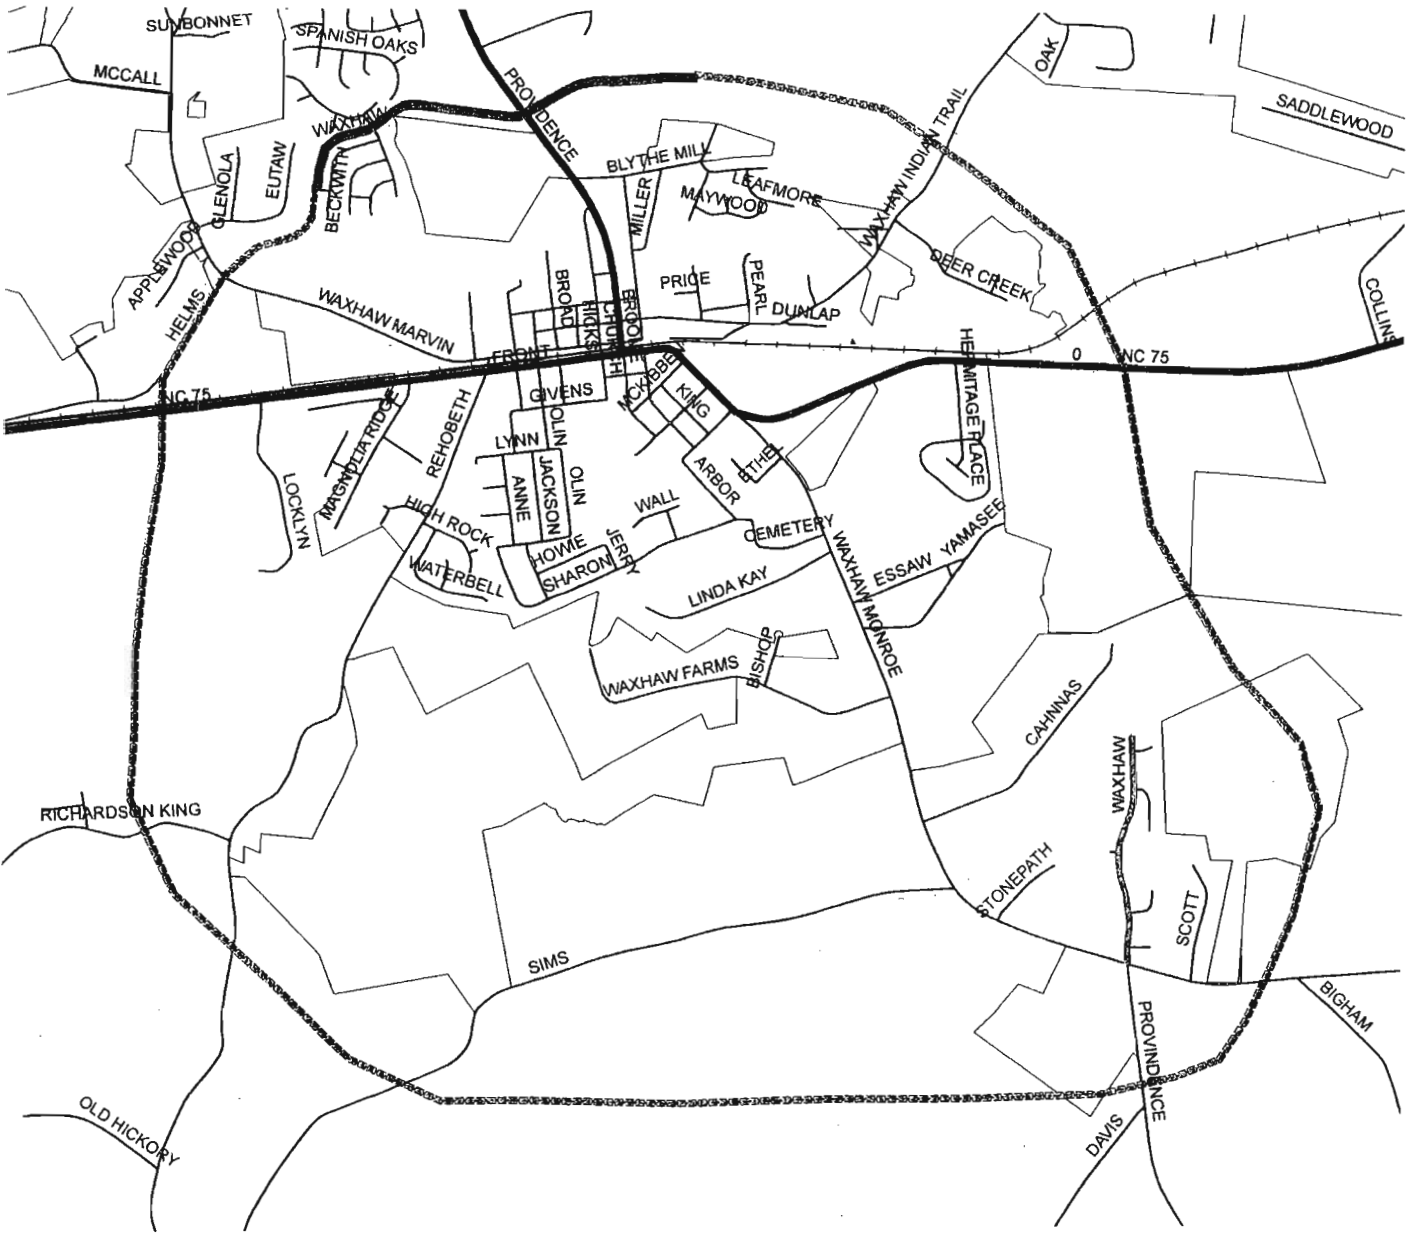 SUNBONNET
SPANISH OAKS
OAK
MCCALL
PROVIDENCE
SADDLEWOOD
WAXHAW
WAXHAW INDIAN TRAIL
BLYTHE MILL
GLENOLA
EUTAW
BECKWITH
MILLER
LEAFMORE
MAYWOOD
APPLEWOOD
DEER CREEK
HELMS
WAXHAW MARVIN
BROAD
HICKS
CHURCH
BROOME
PRICE
PEARL
DUNLAP
COLLINS
FRONT
0
NC 75
NC 75
HERMITAGE PLACE
GIVENS
MCKIBBEN
KING
MAGNOLIA RIDGE
REHOBETH
LYNN
OLIN
ARBOR
ETHEL
LOCKLYN
ANNE
JACKSON
OLIN
WALL
HIGH ROCK
CEMETERY
WAXHAW MONROE
HOWIE
JERRY
SHARON
WATERBELL
LINDA KAY
ESSAW
YAMASEE
WAXHAW FARMS
BISHOP
CAHNNAS
WAXHAW
RICHARDSON KING
STONEPATH
SCOTT
SIMS
BIGHAM
PROVINDENCE
OLD HICKORY
DAVIS